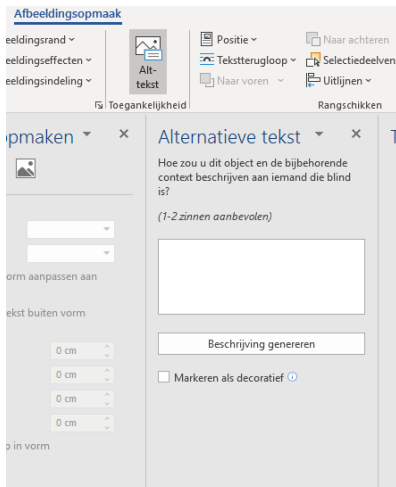 Afbeeldingsopmaak
eeldingsrand
eeldingseffecten
eeldingsindeling
Alt-
tekst
Positie
Tekstterugloop
Naar voren
Naar achteren
Selectiedeelven
Uitlijnen
Toegankelijkheid
Rangschikken
opmaken
orm aanpassen aan
ekst buiten vorm
0 cm
0 cm
0 cm
0 cm
o in vorm
Alternatieve tekst
Hoe zou u dit object en de bijbehorende
context beschrijven aan iemand die blind
is?
(1-2 zinnen aanbevolen)
Beschrijving genereren
Markeren als decoratief